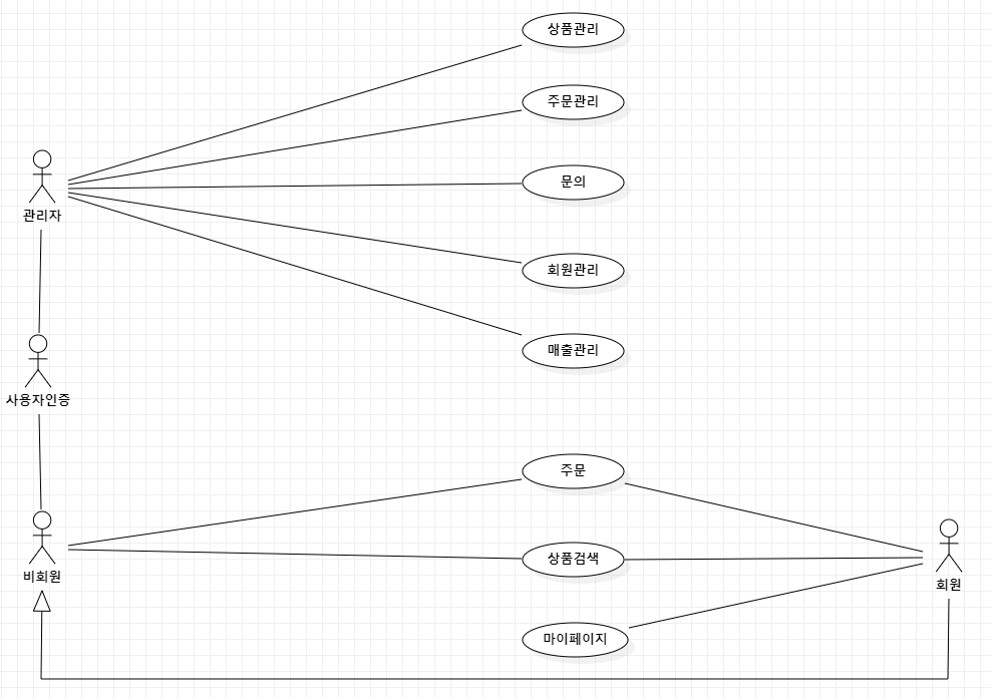 상품관리
주문관리
문의
관리자
회원관리
매출관리
사용자인증
주문
상품검색
비회원
회원
마이페이지